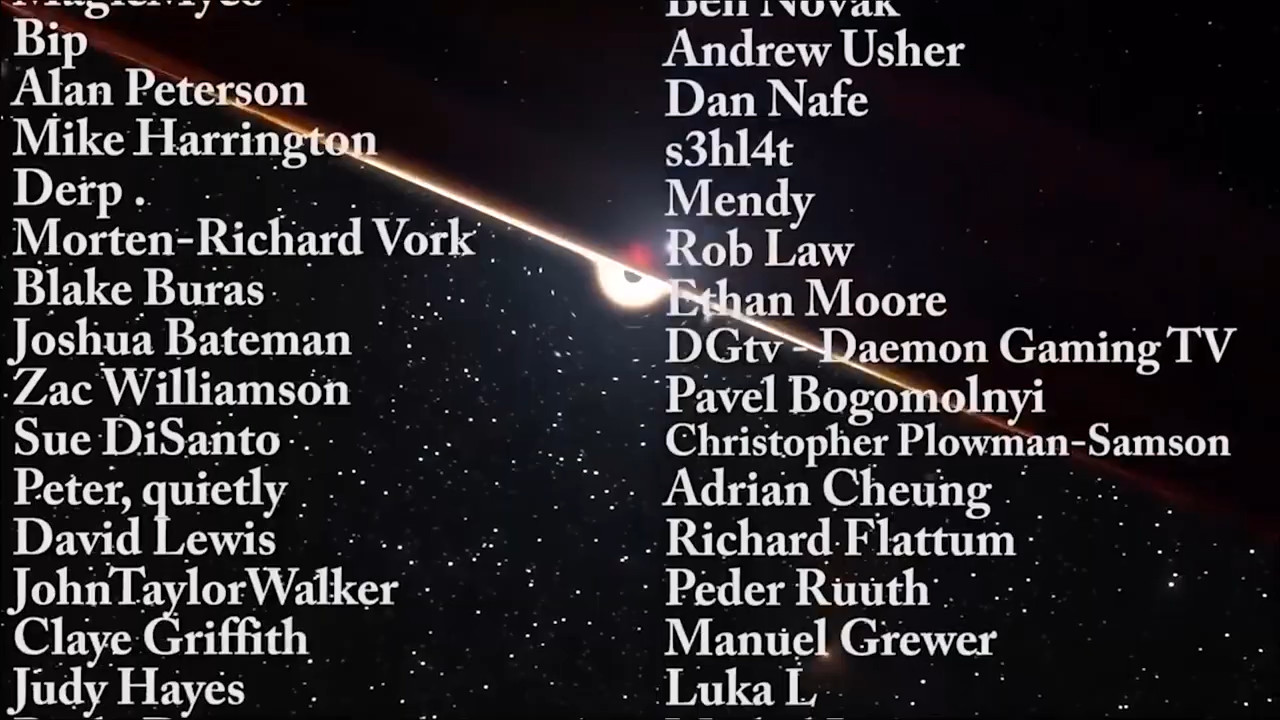 Bip
Alan Peterson
Mike Harrington
Derp .
Morten-Richard Vork
Blake Buras
Joshua Bateman
Zac Williamson
Sue DiSanto
Peter, quietly
David Lewis
JohnTaylorWalker
Claye Griffith
Judy Hayes
Ben Novak
Andrew Usher
Dan Nafe
s3hl4t
Mendy
Rob Law
Ethan Moore
DGtv - Daemon Gaming TV
Pavel Bogomolnyi
Christopher Plowman-Samson
Adrian Cheung
Richard Flattum
Peder Ruuth
Manuel Grewer
Luka L